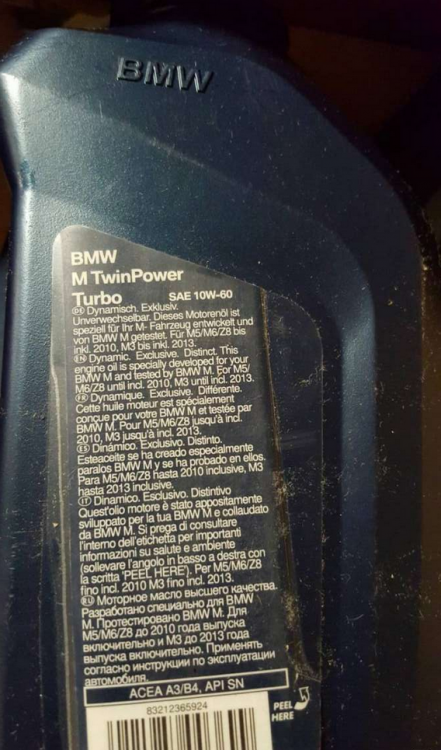 BMW
BMW
M TwinPower
Turbo SAE 10W-60
DE Dynamisch. Exklusiv.
Unverwechselbar. Dieses Motorenöl ist
speziell für Ihr M- Fahrzeug entwickelt und
von BMW M getestet. Für M5/M6/Z8 bis
inkl. 2010, M3 bis inkl. 2013.
EN Dynamic. Exclusive. Distinct. This
engine oil is specially developed for your
BMW M and tested by BMW M. For M5/
M6/Z8 until incl. 2010, M3 until incl. 2013.
FR Dynamique. Exclusive. Différente.
Cette huile moteur est spécialement
conçue pour votre BMW M et testée par
BMW M. Pour M5/M6/Z8 jusqu'à incl.
2010, M3 jusqu'à incl. 2013.
ES Dinámico. Exclusivo. Distinto.
Esteaceite se ha creado especialmente
paralos BMW M y se ha probado en ellos.
Para M5/M6/Z8 hasta 2010 inclusive, M3
hasta 2013 inclusive.
IT Dinamico. Esclusivo. Distintivo
Quest'olio motore è stato appositamente
sviluppato per la tua BMW M e collaudato
da BMW M. Si prega di consultare
l'interno dell'etichetta per importanti
informazioni su salute e ambiente
(sollevare l'angolo in basso a destra con
la scritta 'PEEL HERE'). Per M5/M6/Z8
fino incl. 2010 M3 fino incl. 2013.
RU Моторное масло высшего качества.
Разработано специально для BMW
M. Протестировано BMW M. Для
M5/M6/Z8 до 2010 года выпуска
включительно и M3 до 2013 года
выпуска включительно. Применять
согласно инструкции по эксплуатации
автомобиля.
ACEA A3/B4, API SN
83212365924
PEEL
HERE